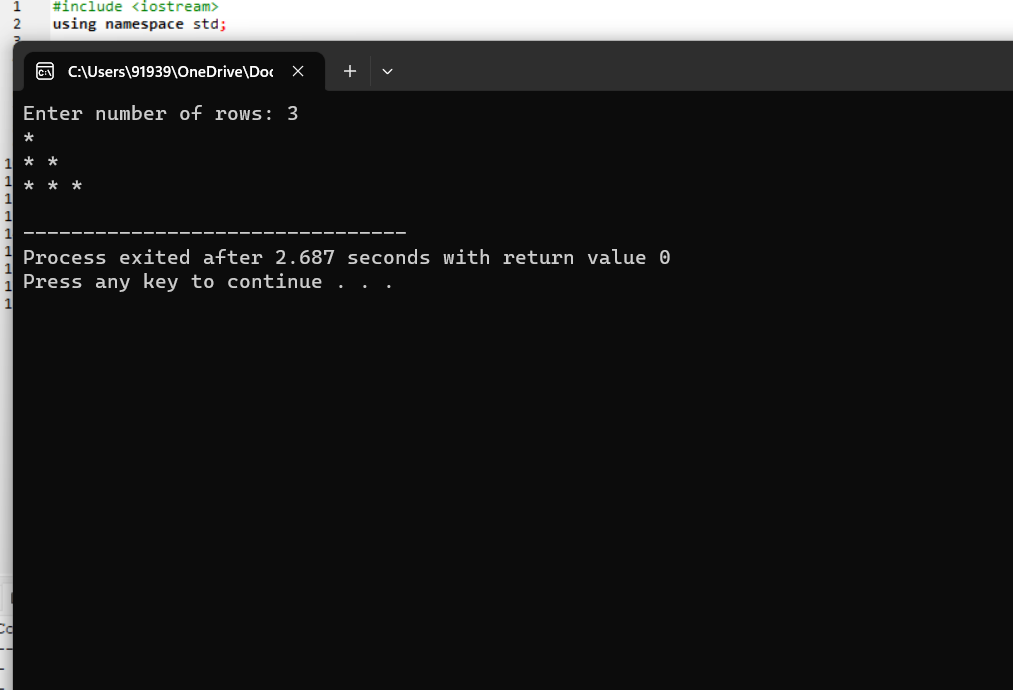 1 #include <iostream>
2 using namespace std;
3
C:\Users\91939\OneDrive\Doc
Enter number of rows: 3
*
* *
* * *
--------------------------------
Process exited after 2.687 seconds with return value 0
Press any key to continue . . .